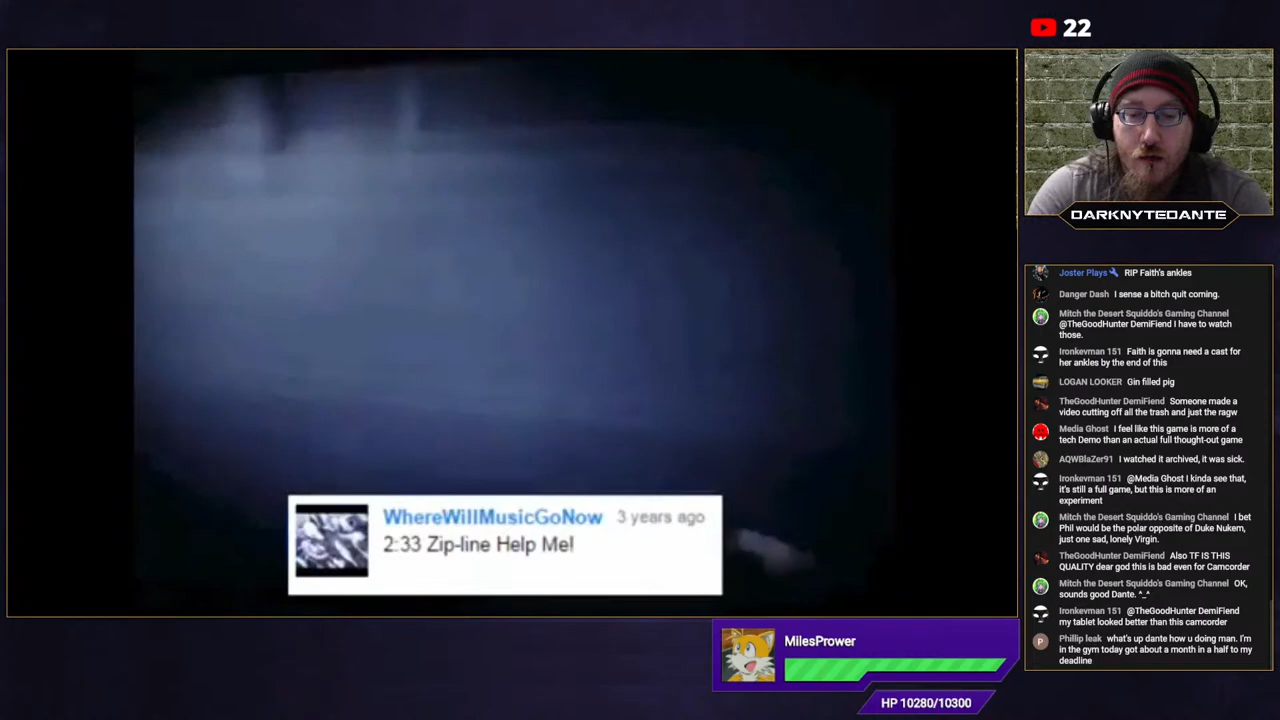 22
DARKNYTEDANTE
Joster Plays RIP Faith's ankles
Danger Dash I sense a bitch quit coming.
Mitch the Desert Squiddo's Gaming Channel
@TheGoodHunter DemiFiend I have to watch
those.
Ironkevman 151 Faith is gonna need a cast for
her ankles by the end of this
LOGAN LOOKER Gin filled pig
TheGoodHunter DemiFiend Someone made a
video cutting off all the trash and just the ragw
Media Ghost I feel like this game is more of a
tech Demo than an actual full thought-out game
AQWBlaZer91 I watched it archived, it was sick.
Ironkevman 151 @Media Ghost I kinda see that,
it's still a full game, but this is more of an
experiment
Mitch the Desert Squiddo's Gaming Channel I bet
Phil would be the polar opposite of Duke Nukem,
just one sad, lonely Virgin.
TheGoodHunter DemiFiend Also TF IS THIS
QUALITY dear god this is bad even for Camcorder
Mitch the Desert Squiddo's Gaming Channel OK,
sounds good Dante. ^_^
Ironkevman 151 @TheGoodHunter DemiFiend
my tablet looked better than this camcorder
P Phillip leak what's up dante how u doing man. I'm
in the gym today got about a month in a half to my
deadline
WhereWillMusicGoNow 3 years ago
2:33 Zip-line Help Me!
MilesPrower
HP 10280/10300